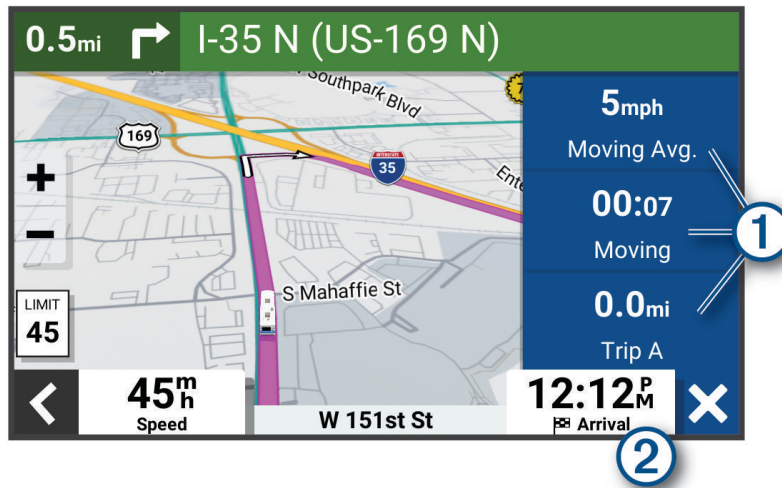 0.5mi
I-35 N (US-169 N)
Southpark Blvd
5mph
Moving Avg.
169
INTERSTATE
35
00:07
Moving
1
S Mahaffie St
LIMIT
45
0.0mi
Trip A
45mh
Speed
W 151st St
12:12PM
Arrival
2